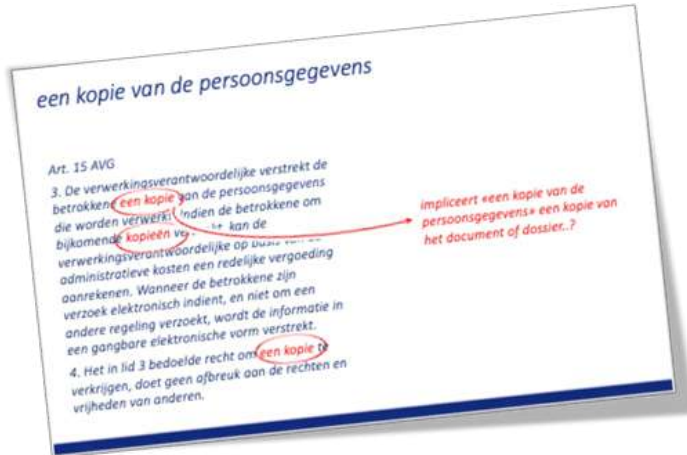 een kopie van de persoonsgegevens
Art. 15 AVG
3. De verwerkingsverantwoordelijke verstrekt de
betrokkene een kopie van de persoonsgegevens
die worden verwerkt. Indien de betrokkene om
bijkomende kopieën kan de
verwerkingsverantwoordelijke op basis van de
administratieve kosten een redelijke vergoeding
aanrekenen. Wanneer de betrokkene zijn
verzoek elektronisch indient, en niet om een
andere regeling verzoekt, wordt de informatie in
een gangbare elektronische vorm verstrekt.
4. Het in lid 3 bedoelde recht om een kopie te
verkrijgen, doet geen afbreuk aan de rechten en
vrijheden van anderen.
impliceert «een kopie van de
persoonsgegevens» een kopie van
het document of dossier..?